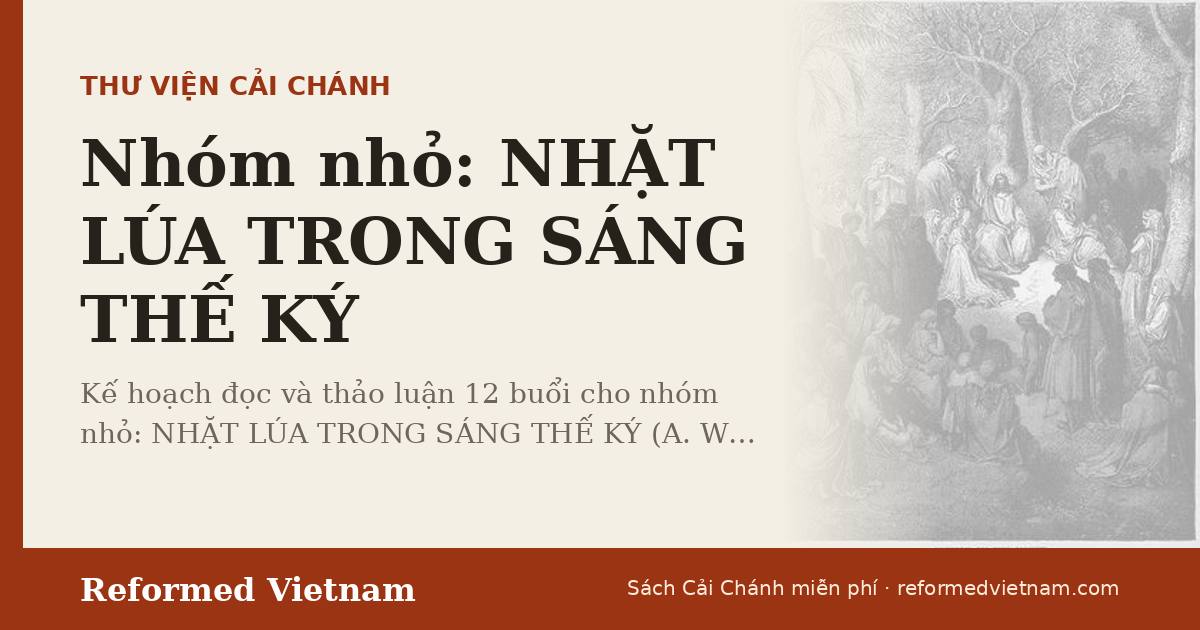 THƯ VIỆN CẢI CHÁNH
Nhóm nhỏ: NHẶT
LÚA TRONG SÁNG
THẾ KÝ
Kế hoạch đọc và thảo luận 12 buổi cho nhóm
nhỏ: NHẶT LÚA TRONG SÁNG THẾ KÝ (A. W...
Reformed Vietnam
Sách Cải Chánh miễn phí · reformedvietnam.com